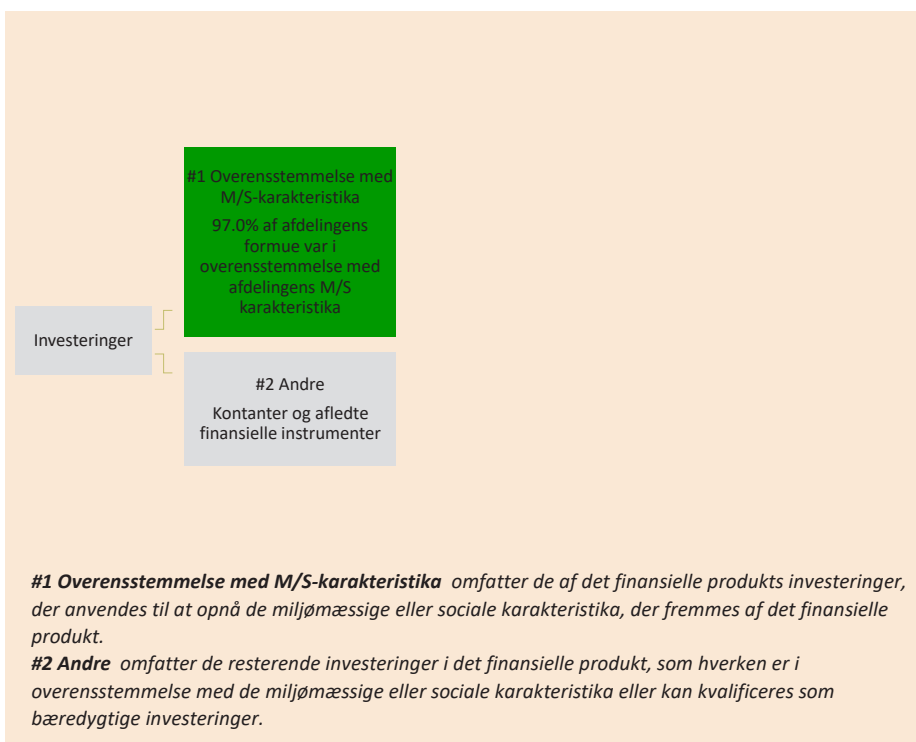 #1 Overensstemmelse med
M/S-karakteristika
97.0% af afdelingens
formue var i
overensstemmelse med
afdelingens M/S
karakteristika
Investeringer
#2 Andre
Kontanter og afledte
finansielle instrumenter
#1 Overensstemmelse med M/S-karakteristika omfatter de af det finansielle produkts investeringer,
der anvendes til at opnå de miljømæssige eller sociale karakteristika, der fremmes af det finansielle
produkt.
#2 Andre omfatter de resterende investeringer i det finansielle produkt, som hverken er i
overensstemmelse med de miljømæssige eller sociale karakteristika eller kan kvalificeres som
bæredygtige investeringer.